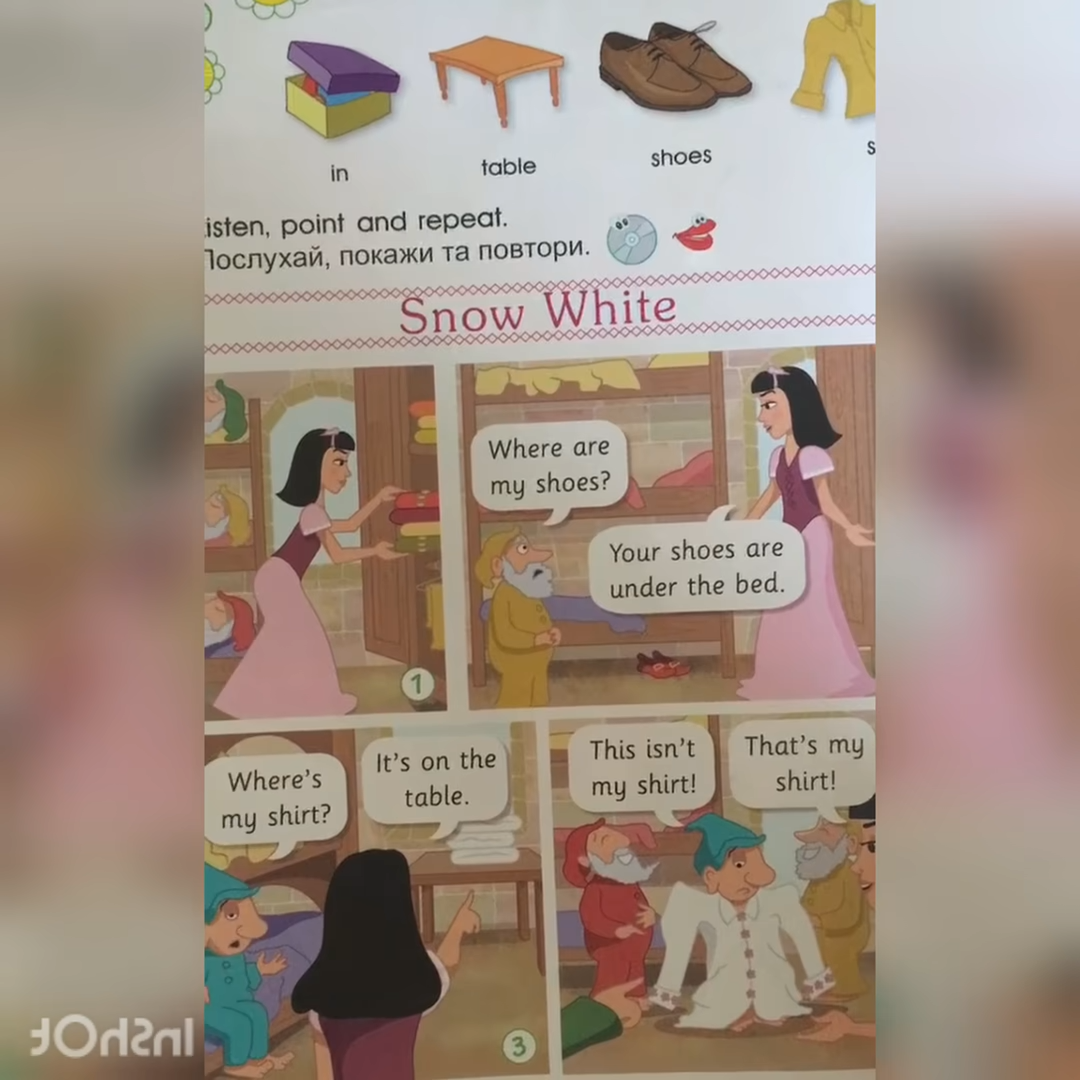 in
table
shoes
s
isten, point and repeat.
Послухай, покажи та повтори.
Snow White
Where are
my shoes?
Your shoes are
under the bed.
1
Where's
my shirt?
It's on the
table.
3
This isn't
my shirt!
That's my
shirt!
InShOt